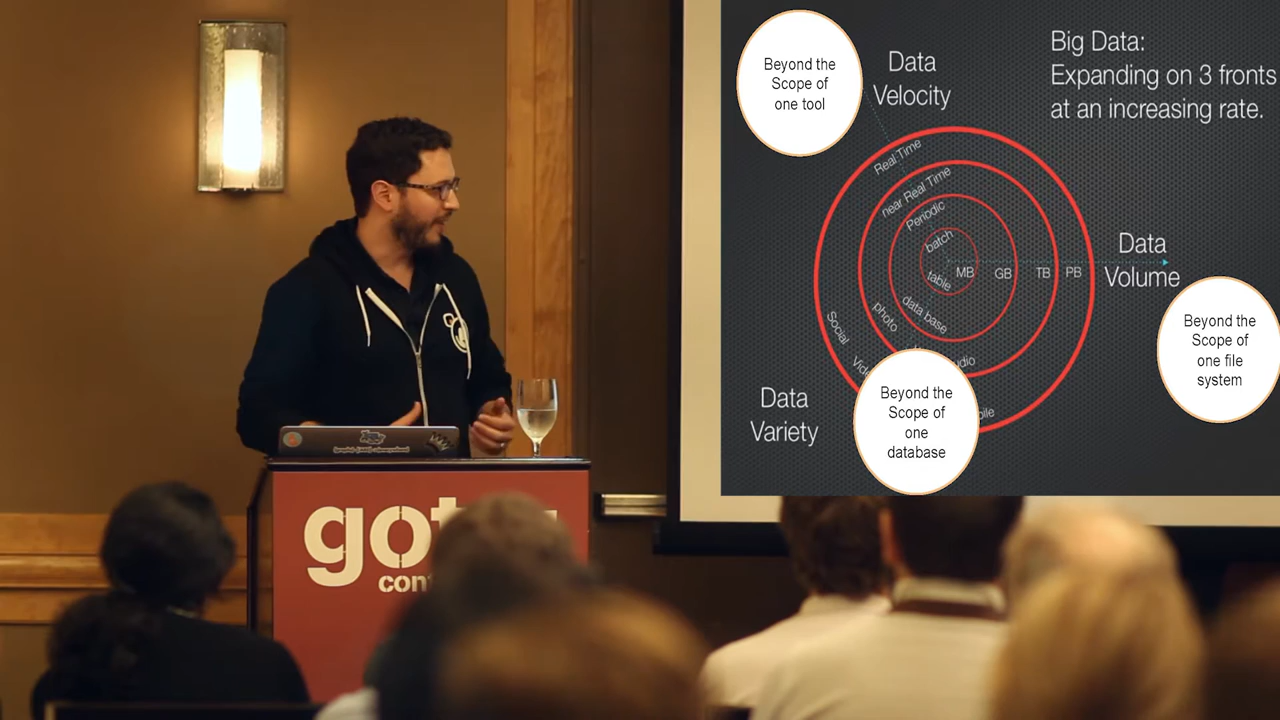 Beyond the
Scope of
one tool
Data
Velocity
Big Data:
Expanding on 3 fronts
at an increasing rate.
Real Time
near Real Time
Periodic
batch
table
MB GB TB PB
Data
Volume
data base
photo
Social
Beyond the
Scope of
one file
system
Data
Variety
Beyond the
Scope of
one
database